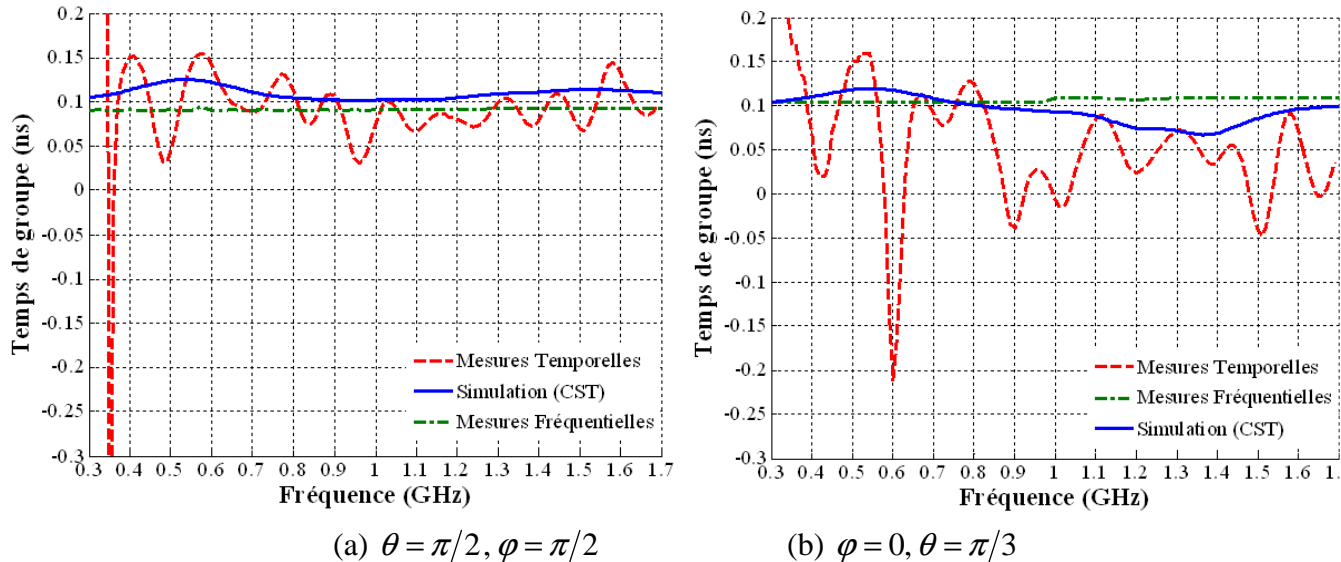 0.2
0.15
0.1
0.05
0
-0.05
-0.1
-0.15
-0.2
-0.25
-0.3
Temps de groupe (ns)
0.3 0.4 0.5 0.6 0.7 0.8 0.9 1 1.1 1.2 1.3 1.4 1.5 1.6 1.7
Fréquence (GHz)
Mesures Temporelles
Simulation (CST)
Mesures Fréquentielles
(a) θ = π/2, φ = π/2
0.2
0.15
0.1
0.05
0
-0.05
-0.1
-0.15
-0.2
-0.25
-0.3
Temps de groupe (ns)
0.3 0.4 0.5 0.6 0.7 0.8 0.9 1 1.1 1.2 1.3 1.4 1.5 1.6
Fréquence (GHz)
Mesures Temporelles
Mesures Fréquentielles
Simulation (CST)
(b) φ = 0, θ = π/3